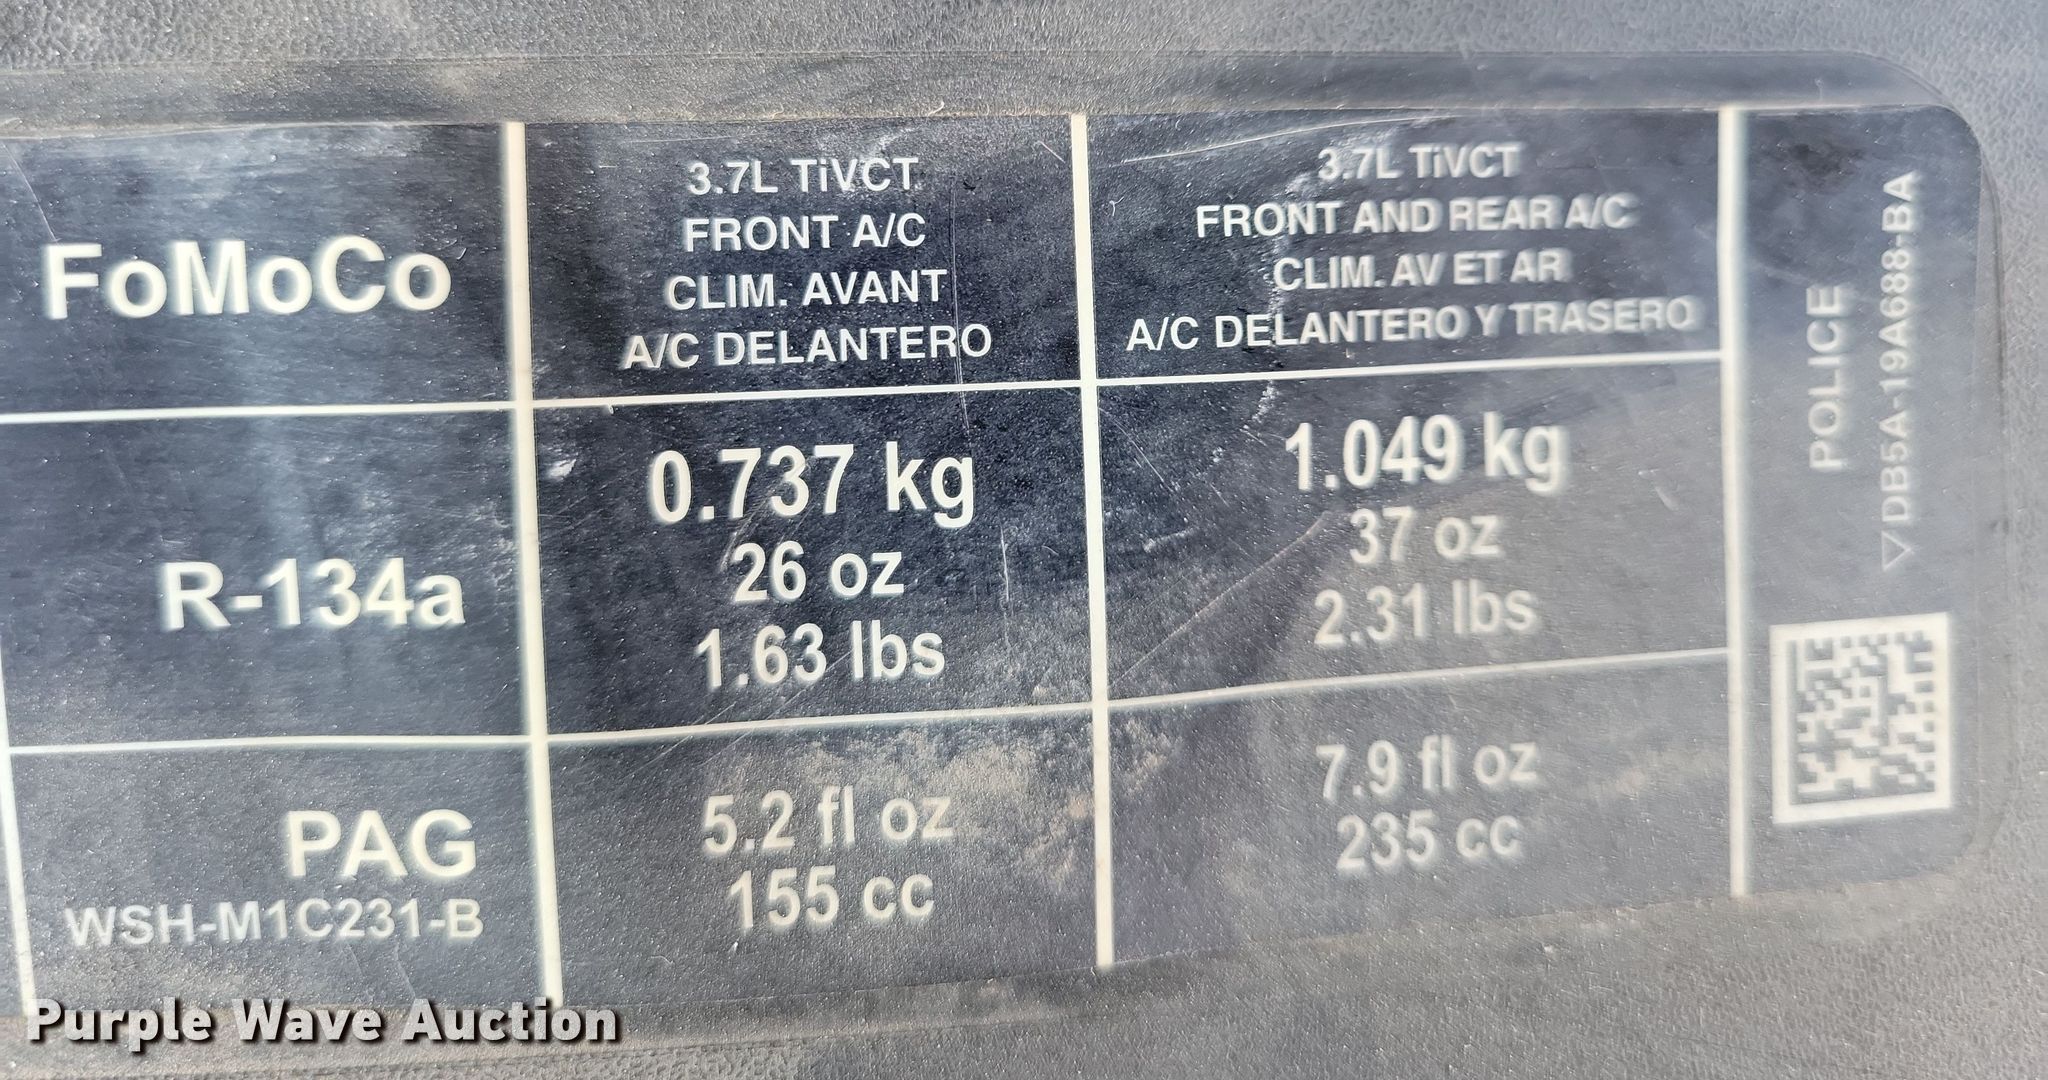 FoMoCo
3.7L TiVCT
FRONT A/C
CLIM. AVANT
A/C DELANTERO
3.7L TiVCT
FRONT AND REAR A/C
CLIM. AV ET AR
A/C DELANTERO Y TRASERO
R-134a
0.737 kg
26 oz
1.63 lbs
1.049 kg
37 oz
2.31 lbs
PAG
WSH-M1C231-B
5.2 fl oz
155 cc
7.9 fl oz
235 cc
POLICE
DB5A-19A688-BA
Purple Wave Auction